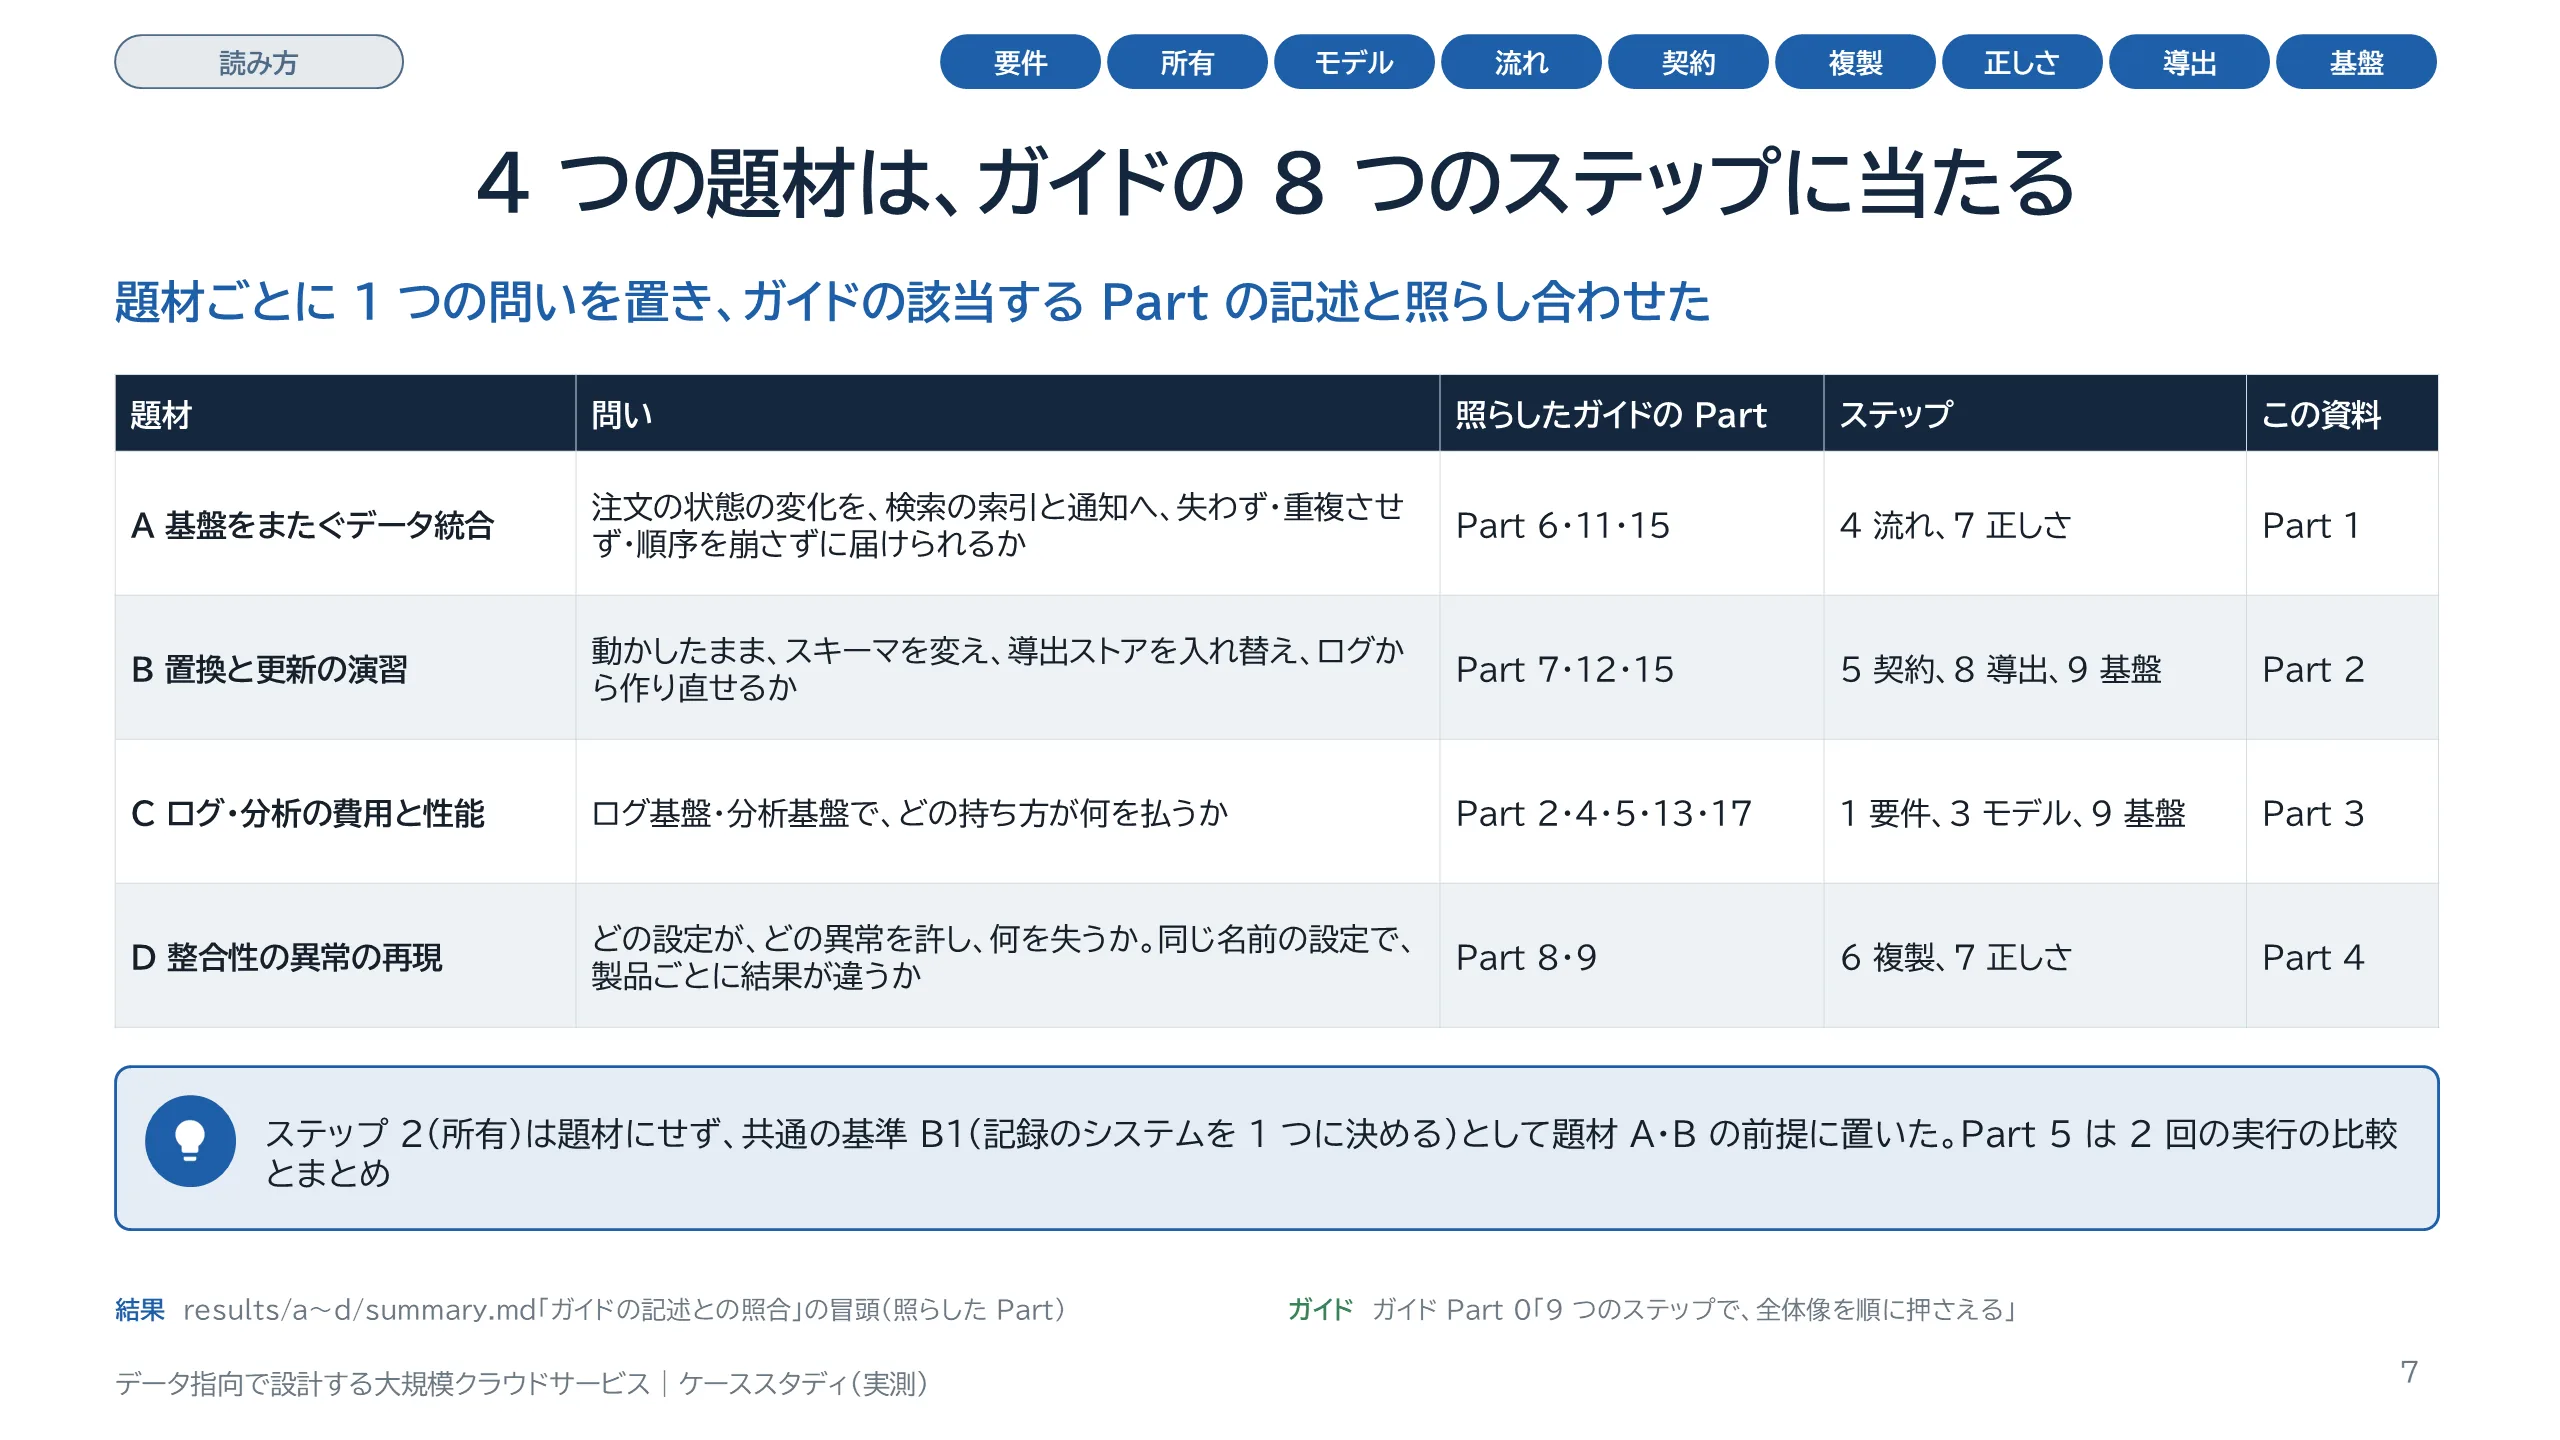 読み方
要件
所有
モデル
流れ
契約
複製
正しさ
導出
基盤
4 つの題材は、ガイドの 8 つのステップに当たる
題材ごとに 1 つの問いを置き、ガイドの該当する Part の記述と照らし合わせた
題材
問い
照らしたガイドの Part
ステップ
この資料
A 基盤をまたぐデータ統合
注文の状態の変化を、検索の索引と通知へ、失わず・重複させ
ず・順序を崩さずに届けられるか
Part 6・11・15
4 流れ、7 正しさ
Part 1
B 置換と更新の演習
動かしたまま、スキーマを変え、導出ストアを入れ替え、ログか
ら作り直せるか
Part 7・12・15
5 契約、8 導出、9 基盤
Part 2
C ログ・分析の費用と性能
ログ基盤・分析基盤で、どの持ち方が何を払うか
Part 2・4・5・13・17
1 要件、3 モデル、9 基盤
Part 3
D 整合性の異常の再現
どの設定が、どの異常を許し、何を失うか。同じ名前の設定で、
製品ごとに結果が違うか
Part 8・9
6 複製、7 正しさ
Part 4
ステップ 2（所有）は題材にせず、共通の基準 B1（記録のシステムを 1 つに決める）として題材 A・B の前提に置いた。Part 5 は 2 回の実行の比較
とまとめ
結果 results/a〜d/summary.md「ガイドの記述との照合」の冒頭（照らした Part）
ガイド ガイド Part 0「9 つのステップで、全体像を順に押さえる」
データ指向で設計する大規模クラウドサービス｜ケーススタディ（実測）
7